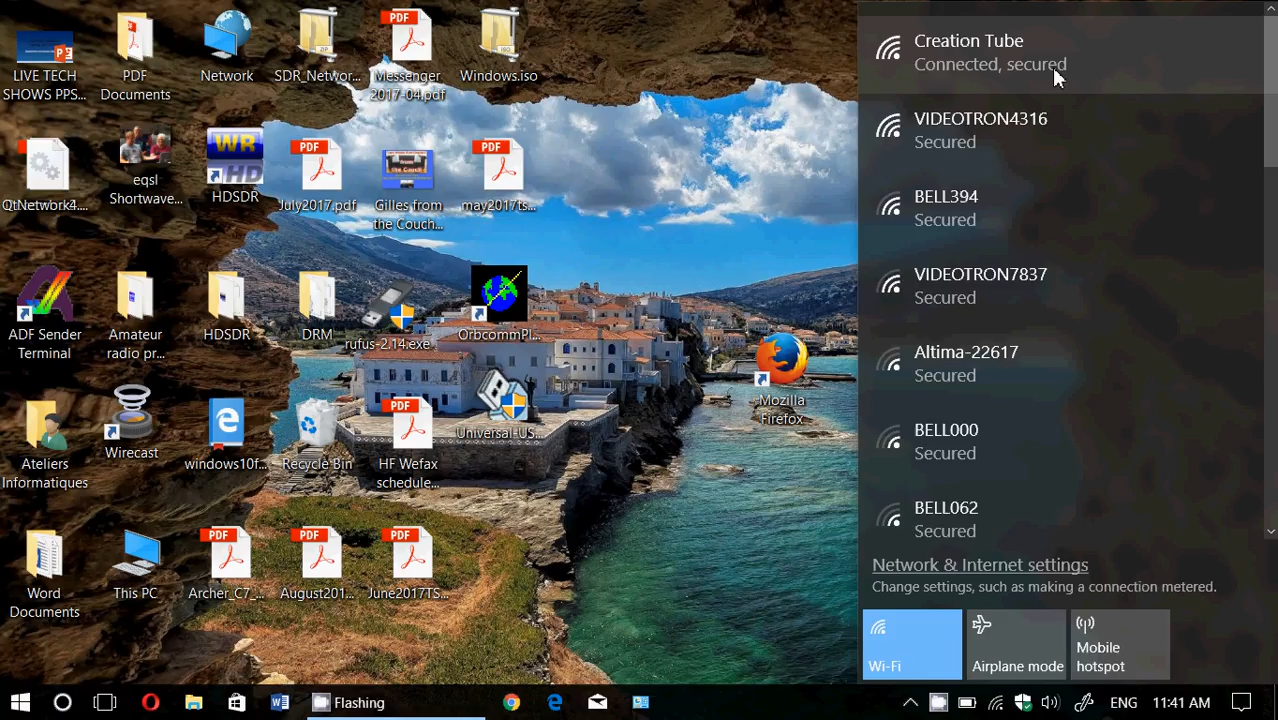 LIVE TECH
SHOWS PPS...
PDF
Documents
Network
ZIP
SDR_Networ...
PDF
Messenger
2017-04.pdf
ISO
Windows.iso
QtNetwork4....
eqsl
Shortwave...
WR
HD
HDSDR
PDF
July2017.pdf
Gilles from
the Couch...
PDF
may2017ts...
ADF Sender
Terminal
Amateur
radio pr...
HDSDR
DRM
rufus-2.14.exe
OrbcommPl...
Mozilla
Firefox
Ateliers
Informatiques
Wirecast
windows10f...
Recycle Bin
PDF
HF Wefax
schedule...
Universal-US...
Word
Documents
This PC
PDF
Archer_C7_...
PDF
August201...
PDF
June2017TS...
Creation Tube
Connected, secured
VIDEOTRON4316
Secured
BELL394
Secured
VIDEOTRON7837
Secured
Altima-22617
Secured
BELL000
Secured
BELL062
Secured
Network & Internet settings
Change settings, such as making a connection metered.
Wi-Fi
Airplane mode
Mobile
hotspot
Flashing
ENG
11:41 AM